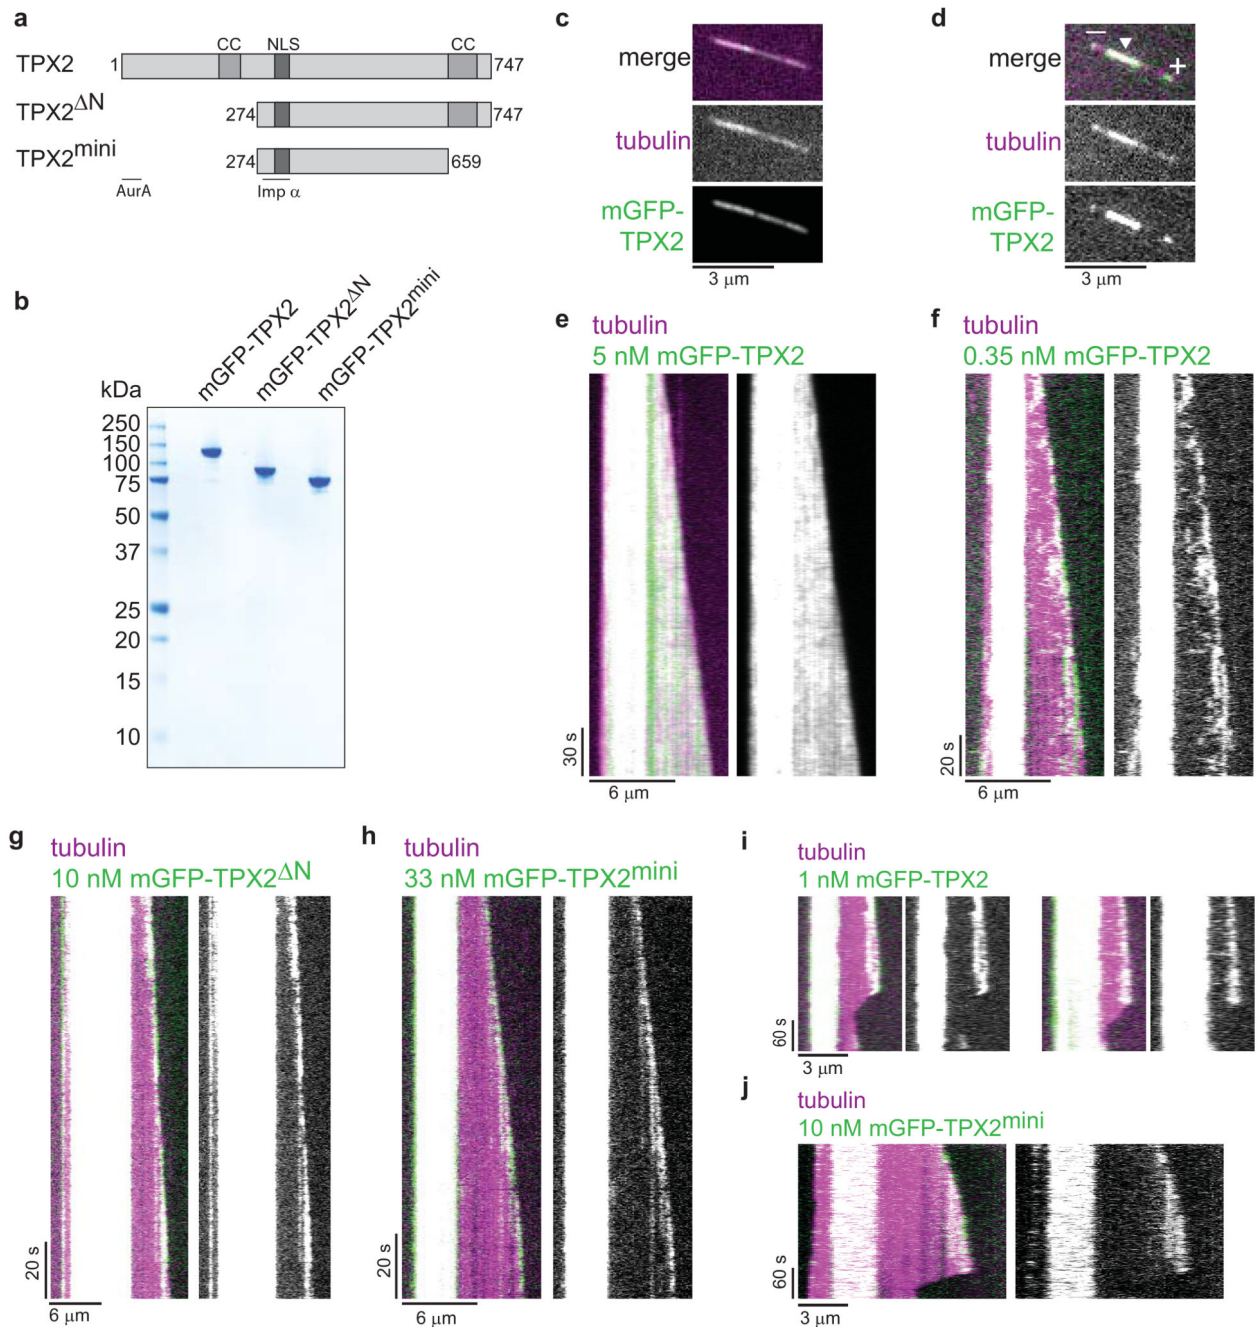 a
CC NLS CC
TPX2 1 747
TPX2ΔN 274 747
TPX2mini 274 659
AurA Imp α
b
mGFP-TPX2
mGFP-TPX2ΔN
mGFP-TPX2mini
kDa
250
150
100
75
50
37
25
20
15
10
c
merge
tubulin
mGFP-
TPX2
3 μm
d
merge
− +
tubulin
mGFP-
TPX2
3 μm
e
tubulin
5 nM mGFP-TPX2
30 s
6 μm
f
tubulin
0.35 nM mGFP-TPX2
20 s
6 μm
g
tubulin
10 nM mGFP-TPX2ΔN
20 s
6 μm
h
tubulin
33 nM mGFP-TPX2mini
20 s
6 μm
i
tubulin
1 nM mGFP-TPX2
60 s
3 μm
j
tubulin
10 nM mGFP-TPX2mini
60 s
3 μm